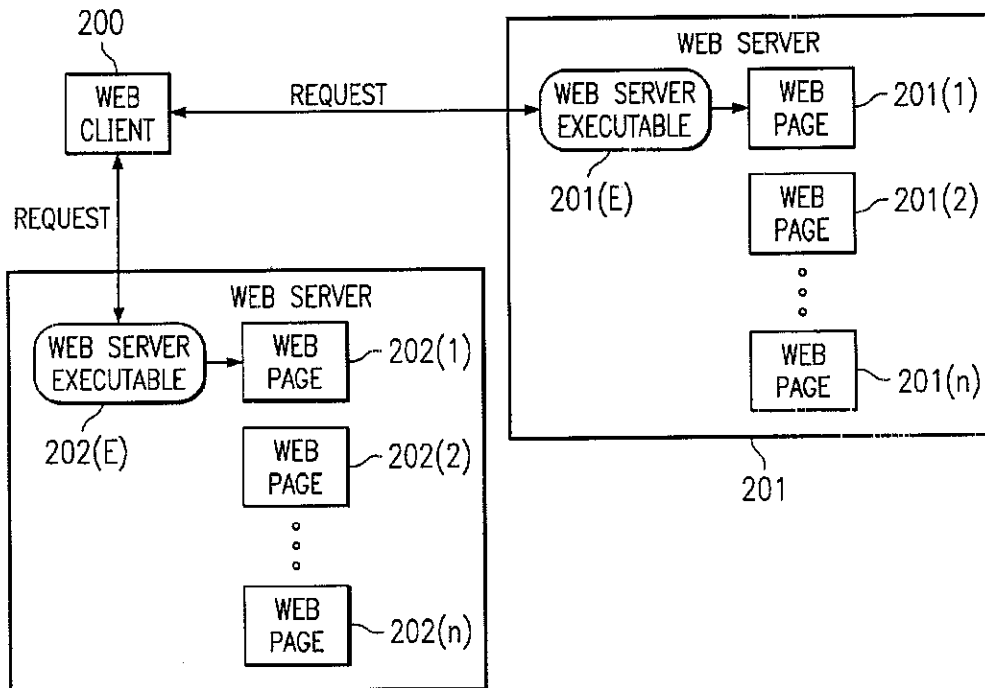 200
WEB
CLIENT
REQUEST
REQUEST
WEB SERVER
WEB SERVER
EXECUTABLE
201(E)
WEB
PAGE
201(1)
WEB
PAGE
201(2)
WEB
PAGE
201(n)
201
WEB SERVER
WEB SERVER
EXECUTABLE
202(E)
WEB
PAGE
202(1)
WEB
PAGE
202(2)
WEB
PAGE
202(n)